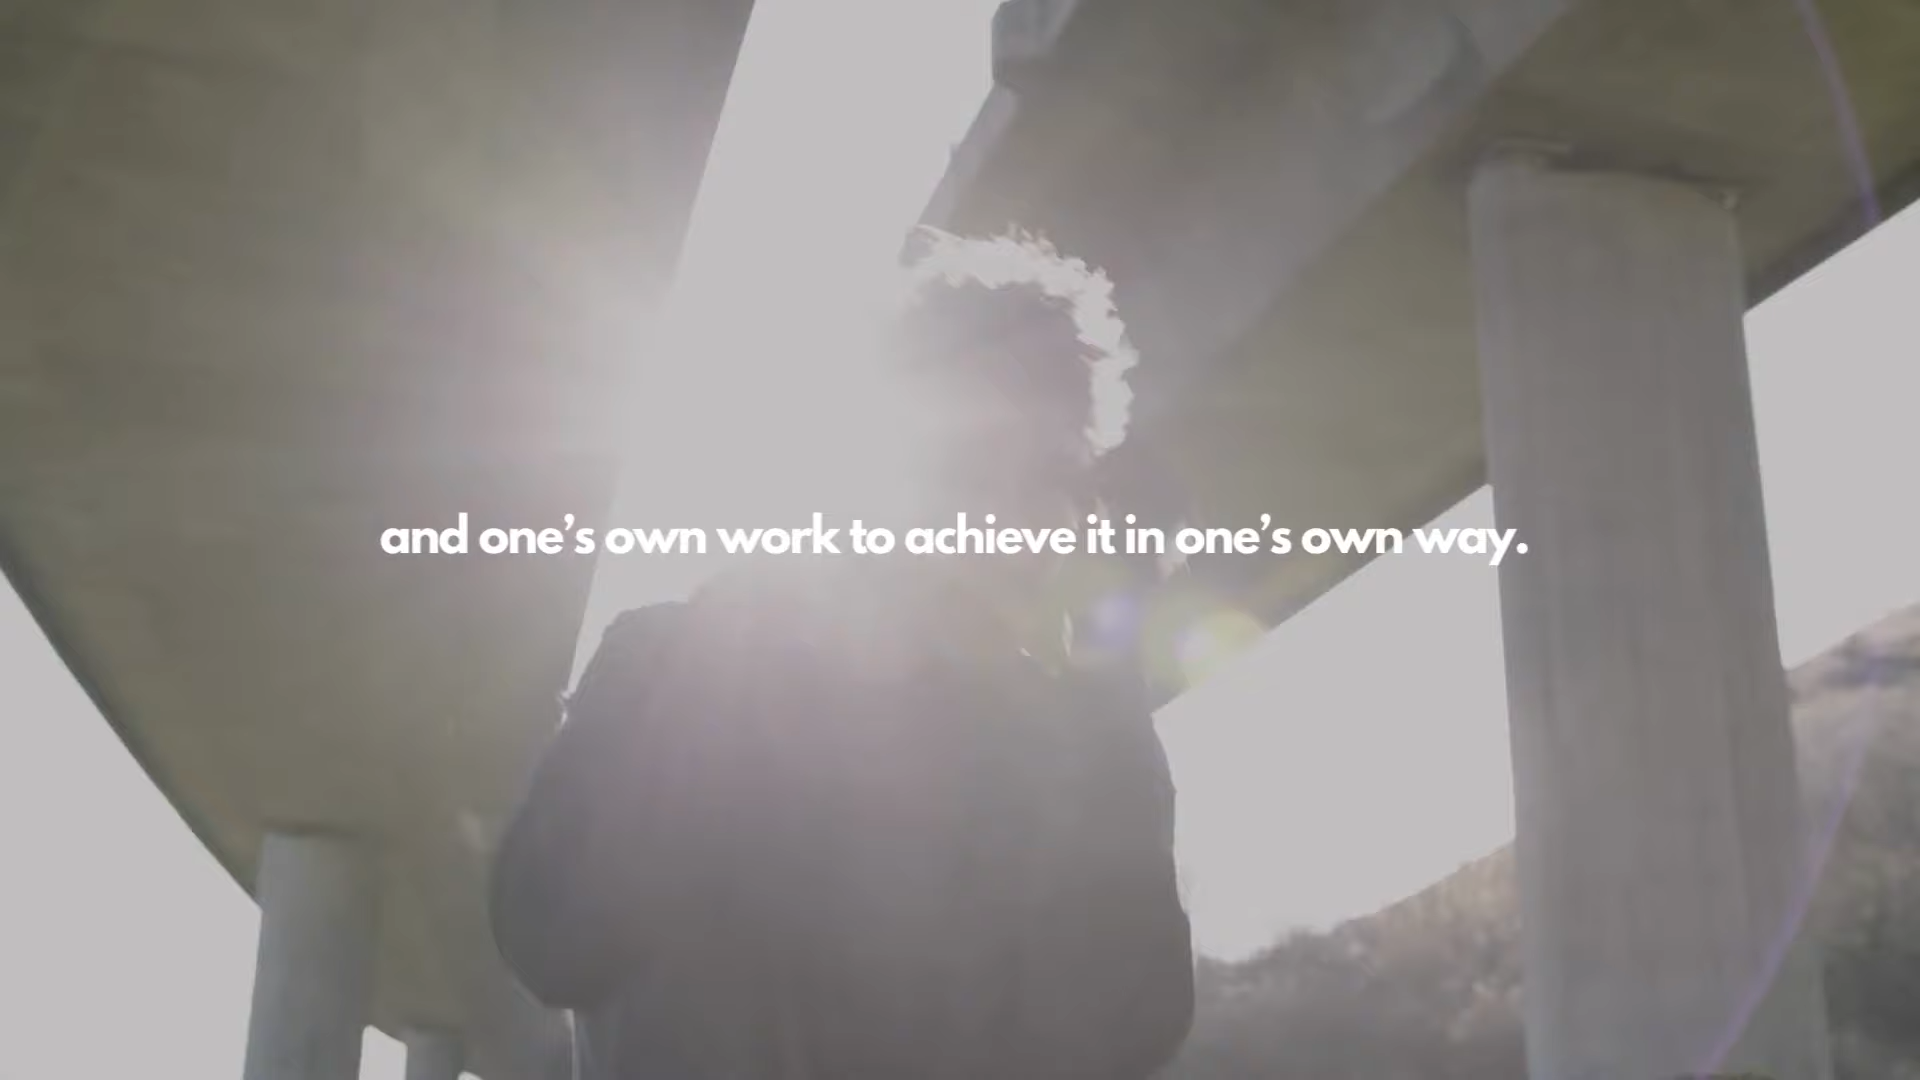 and one’s own work to achieve it in one’s own way.